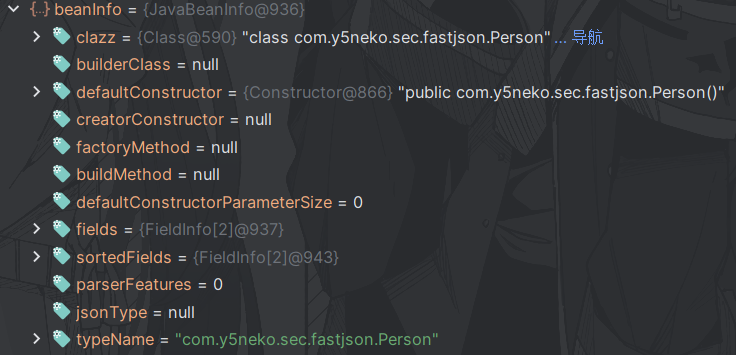 beanInfo = {JavaBeanInfo@936}
clazz = {Class@590} "class com.y5neko.sec.fastjson.Person" ... 导航
builderClass = null
defaultConstructor = {Constructor@866} "public com.y5neko.sec.fastjson.Person()"
creatorConstructor = null
factoryMethod = null
buildMethod = null
defaultConstructorParameterSize = 0
fields = {FieldInfo[2]@937}
sortedFields = {FieldInfo[2]@943}
parserFeatures = 0
jsonType = null
typeName = "com.y5neko.sec.fastjson.Person"